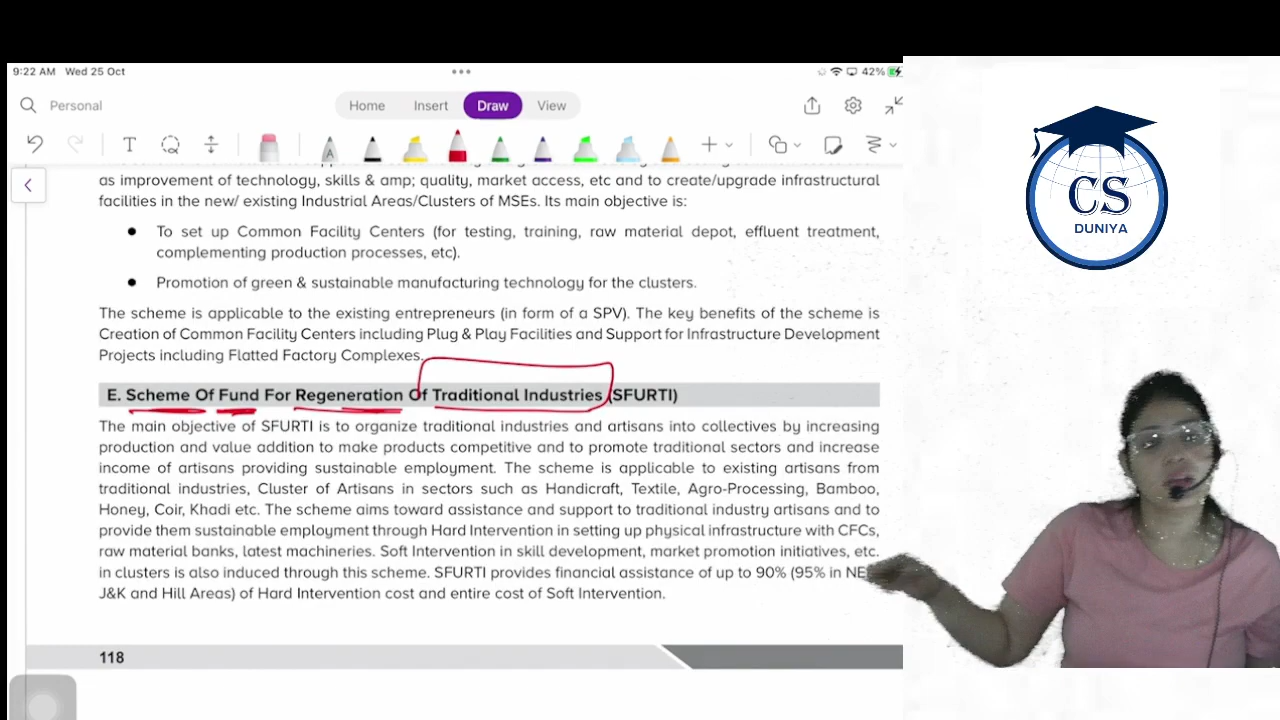 9:22 AM Wed 25 Oct
42%
Personal
Home Insert Draw View
T
A
as improvement of technology, skills & amp; quality, market access, etc and to create/upgrade infrastructural
facilities in the new/ existing Industrial Areas/Clusters of MSEs. Its main objective is:
● To set up Common Facility Centers (for testing, training, raw material depot, effluent treatment,
complementing production processes, etc).
● Promotion of green & sustainable manufacturing technology for the clusters.
The scheme is applicable to the existing entrepreneurs (in form of a SPV). The key benefits of the scheme is
Creation of Common Facility Centers including Plug & Play Facilities and Support for Infrastructure Development
Projects including Flatted Factory Complexes.
E. Scheme Of Fund For Regeneration Of Traditional Industries (SFURTI)
The main objective of SFURTI is to organize traditional industries and artisans into collectives by increasing
production and value addition to make products competitive and to promote traditional sectors and increase
income of artisans providing sustainable employment. The scheme is applicable to existing artisans from
traditional industries, Cluster of Artisans in sectors such as Handicraft, Textile, Agro-Processing, Bamboo,
Honey, Coir, Khadi etc. The scheme aims toward assistance and support to traditional industry artisans and to
provide them sustainable employment through Hard Intervention in setting up physical infrastructure with CFCs,
raw material banks, latest machineries. Soft Intervention in skill development, market promotion initiatives, etc.
in clusters is also induced through this scheme. SFURTI provides financial assistance of up to 90% (95% in
J&K and Hill Areas) of Hard Intervention cost and entire cost of Soft Intervention.
118
CS
DUNIYA